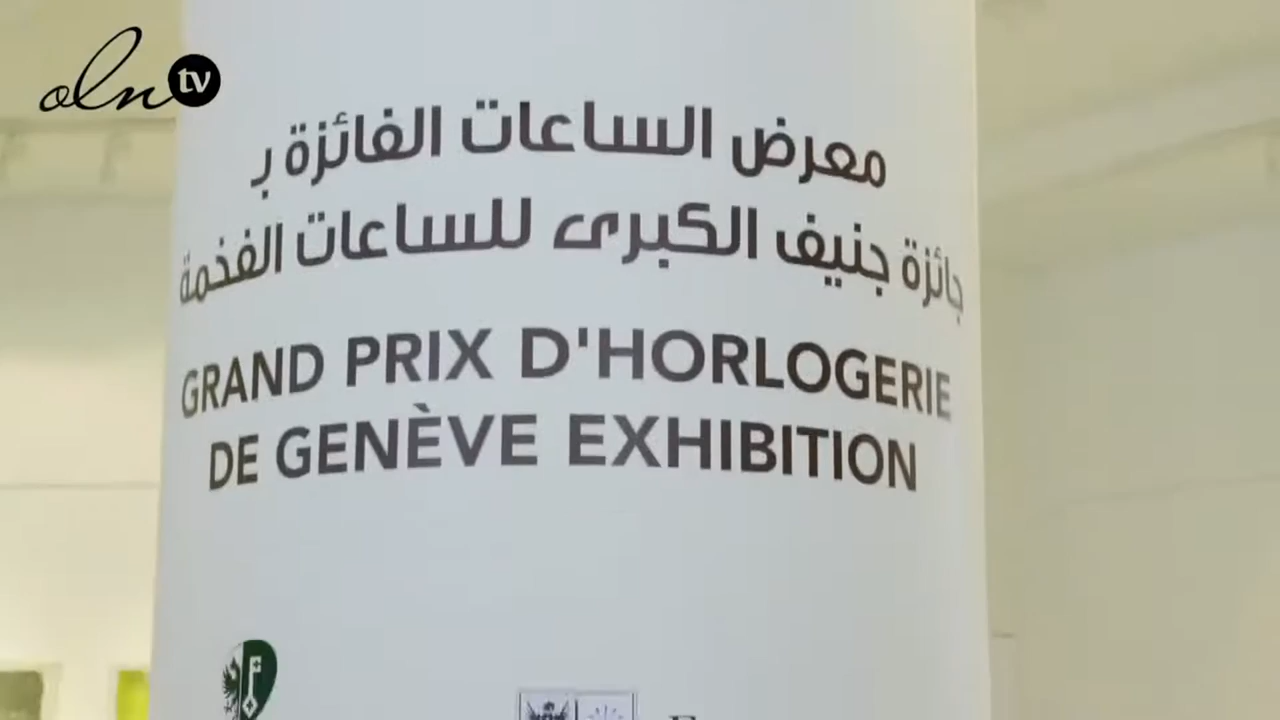 oln tv
معرض الساعات الفائزة بـ
جائزة جنيف الكبرى للساعات الفخمة
GRAND PRIX D'HORLOGERIE
DE GENÈVE EXHIBITION